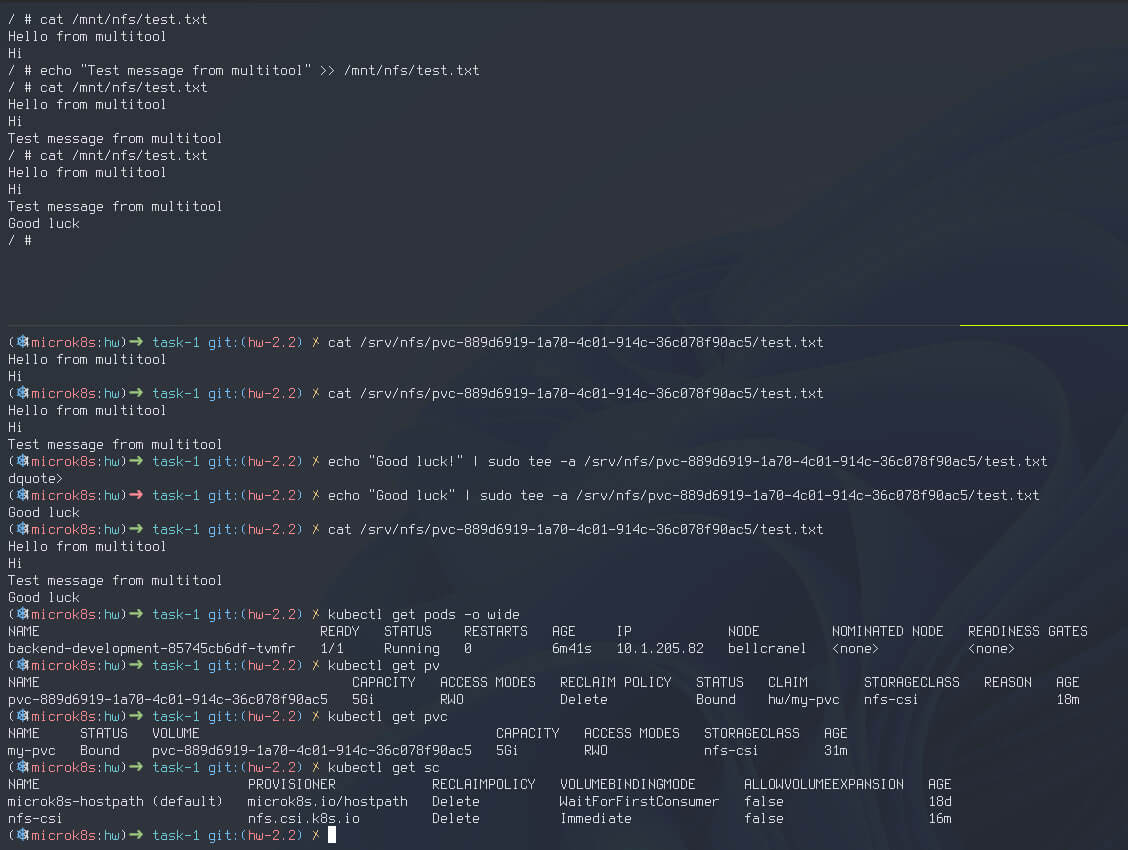 / # cat /mnt/nfs/test.txt
Hello from multitool
Hi
/ # echo "Test message from multitool" >> /mnt/nfs/test.txt
/ # cat /mnt/nfs/test.txt
Hello from multitool
Hi
Test message from multitool
/ # cat /mnt/nfs/test.txt
Hello from multitool
Hi
Test message from multitool
Good luck
/ #
(⎈microk8s:hw)➜ task-1 git:(hw-2.2) ✗ cat /srv/nfs/pvc-889d6919-1a70-4c01-914c-36c078f90ac5/test.txt
Hello from multitool
Hi
(⎈microk8s:hw)➜ task-1 git:(hw-2.2) ✗ cat /srv/nfs/pvc-889d6919-1a70-4c01-914c-36c078f90ac5/test.txt
Hello from multitool
Hi
Test message from multitool
(⎈microk8s:hw)➜ task-1 git:(hw-2.2) ✗ echo "Good luck!" | sudo tee -a /srv/nfs/pvc-889d6919-1a70-4c01-914c-36c078f90ac5/test.txt
dquote>
(⎈microk8s:hw)➜ task-1 git:(hw-2.2) ✗ echo "Good luck" | sudo tee -a /srv/nfs/pvc-889d6919-1a70-4c01-914c-36c078f90ac5/test.txt
Good luck
(⎈microk8s:hw)➜ task-1 git:(hw-2.2) ✗ cat /srv/nfs/pvc-889d6919-1a70-4c01-914c-36c078f90ac5/test.txt
Hello from multitool
Hi
Test message from multitool
Good luck
(⎈microk8s:hw)➜ task-1 git:(hw-2.2) ✗ kubectl get pods -o wide
NAME READY STATUS RESTARTS AGE IP NODE NOMINATED NODE READINESS GATES
backend-development-85745cb6df-tvmfr 1/1 Running 0 6m41s 10.1.205.82 bellcranel <none> <none>
(⎈microk8s:hw)➜ task-1 git:(hw-2.2) ✗ kubectl get pv
NAME CAPACITY ACCESS MODES RECLAIM POLICY STATUS CLAIM STORAGECLASS REASON AGE
pvc-889d6919-1a70-4c01-914c-36c078f90ac5 5Gi RWO Delete Bound hw/my-pvc nfs-csi 18m
(⎈microk8s:hw)➜ task-1 git:(hw-2.2) ✗ kubectl get pvc
NAME STATUS VOLUME CAPACITY ACCESS MODES STORAGECLASS AGE
my-pvc Bound pvc-889d6919-1a70-4c01-914c-36c078f90ac5 5Gi RWO nfs-csi 31m
(⎈microk8s:hw)➜ task-1 git:(hw-2.2) ✗ kubectl get sc
NAME PROVISIONER RECLAIMPOLICY VOLUMEBINDINGMODE ALLOWVOLUMEEXPANSION AGE
microk8s-hostpath (default) microk8s.io/hostpath Delete WaitForFirstConsumer false 18d
nfs-csi nfs.csi.k8s.io Delete Immediate false 16m
(⎈microk8s:hw)➜ task-1 git:(hw-2.2) ✗